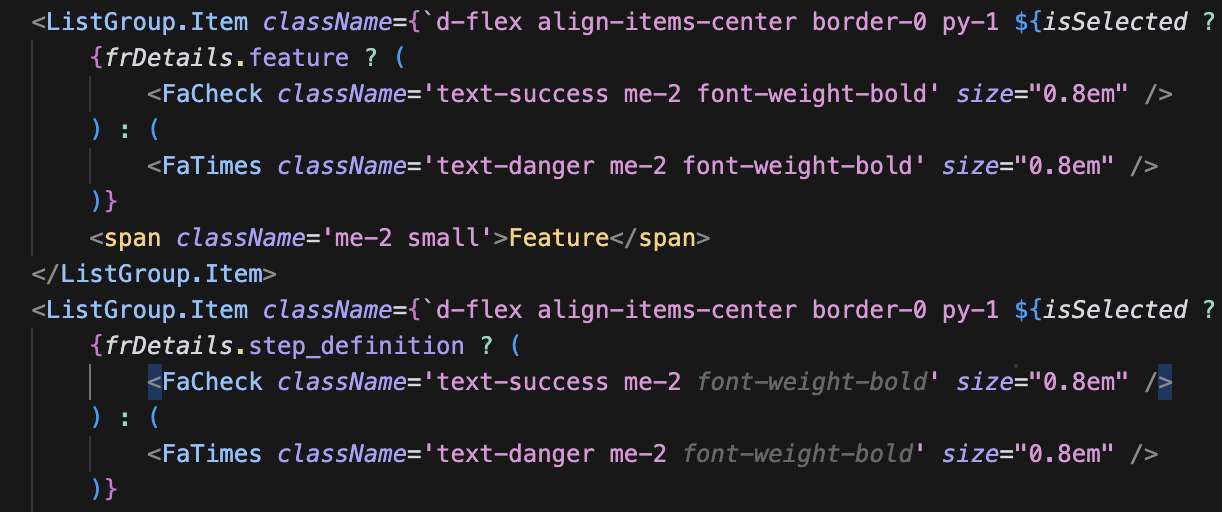 <ListGroup.Item className={`d-flex align-items-center border-0 py-1 ${isSelected ?
{frDetails.feature ? (
<FaCheck className='text-success me-2 font-weight-bold' size="0.8em" />
) : (
<FaTimes className='text-danger me-2 font-weight-bold' size="0.8em" />
)}
<span className='me-2 small'>Feature</span>
</ListGroup.Item>
<ListGroup.Item className={`d-flex align-items-center border-0 py-1 ${isSelected ?
{frDetails.step_definition ? (
<FaCheck className='text-success me-2 font-weight-bold' size="0.8em" />
) : (
<FaTimes className='text-danger me-2 font-weight-bold' size="0.8em" />
)}